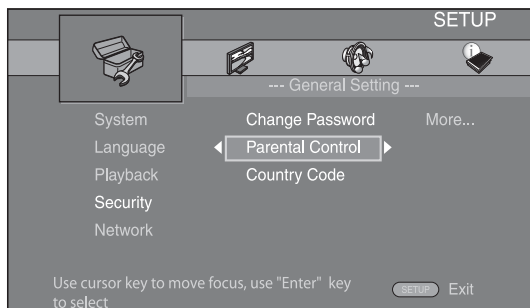 SETUP
--- General Setting ---
System
Change Password
More...
Language
Parental Control
Playback
Country Code
Security
Network
Use cursor key to move focus, use "Enter" key
to select
SETUP Exit